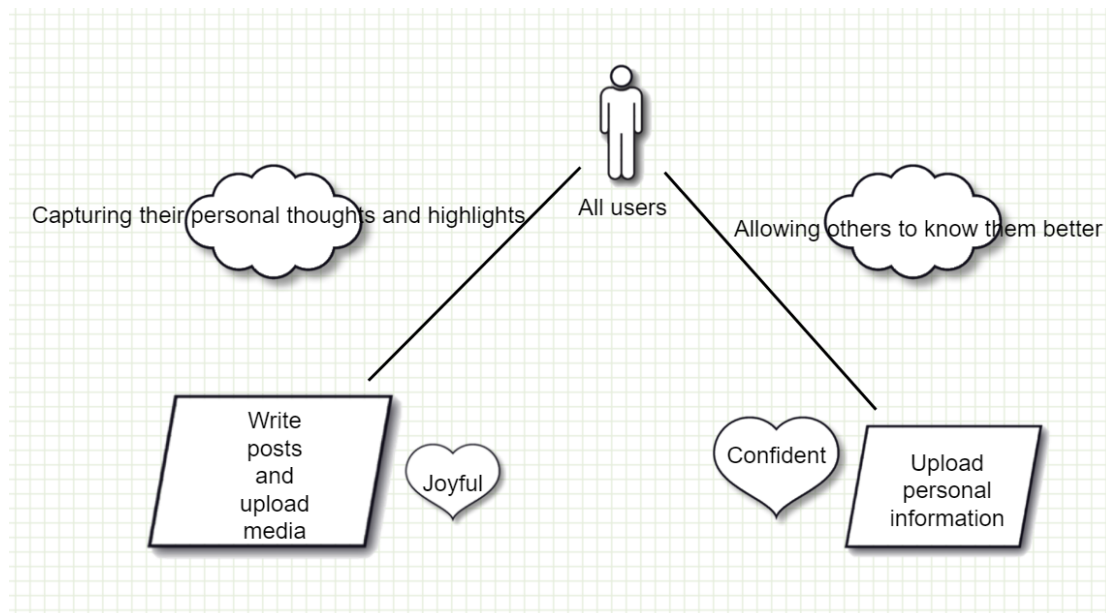 All users
Capturing their personal thoughts and highlights
Allowing others to know them better
Write
posts
and
upload
media
Joyful
Confident
Upload
personal
information